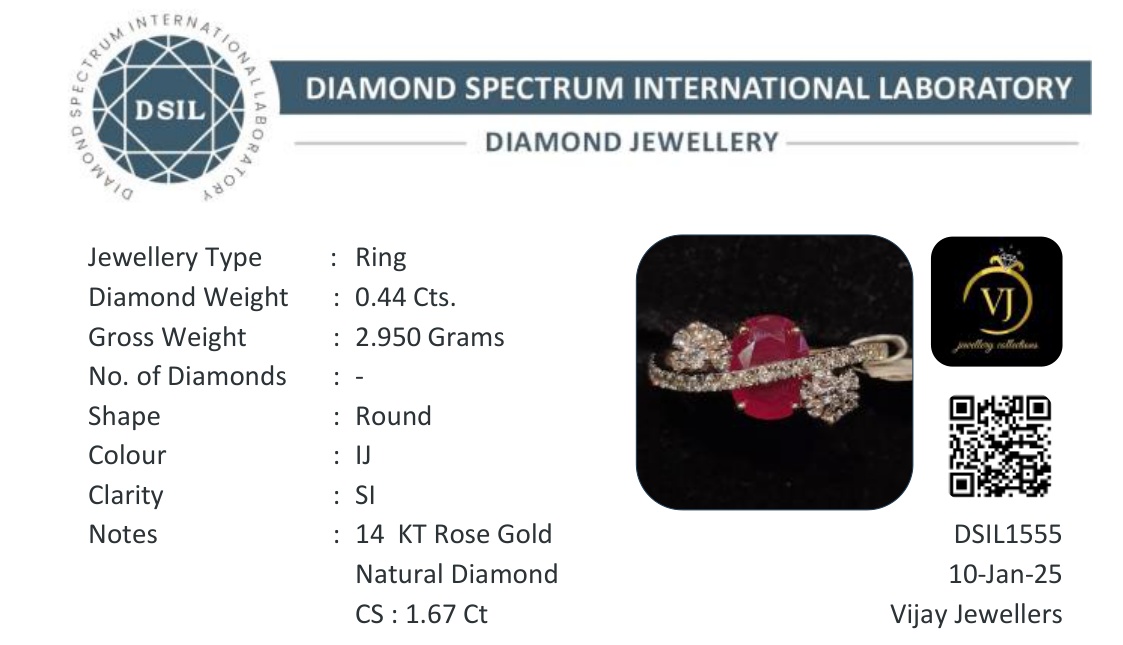 DIAMOND SPECTRUM INTERNATIONAL LABORATORY
DSIL
DIAMOND SPECTRUM INTERNATIONAL LABORATORY
DIAMOND JEWELLERY
Jewellery Type : Ring
Diamond Weight : 0.44 Cts.
Gross Weight : 2.950 Grams
No. of Diamonds : -
Shape : Round
Colour : IJ
Clarity : SI
Notes : 14 KT Rose Gold
Natural Diamond
CS : 1.67 Ct
VJ
jewellery collections
DSIL1555
10-Jan-25
Vijay Jewellers